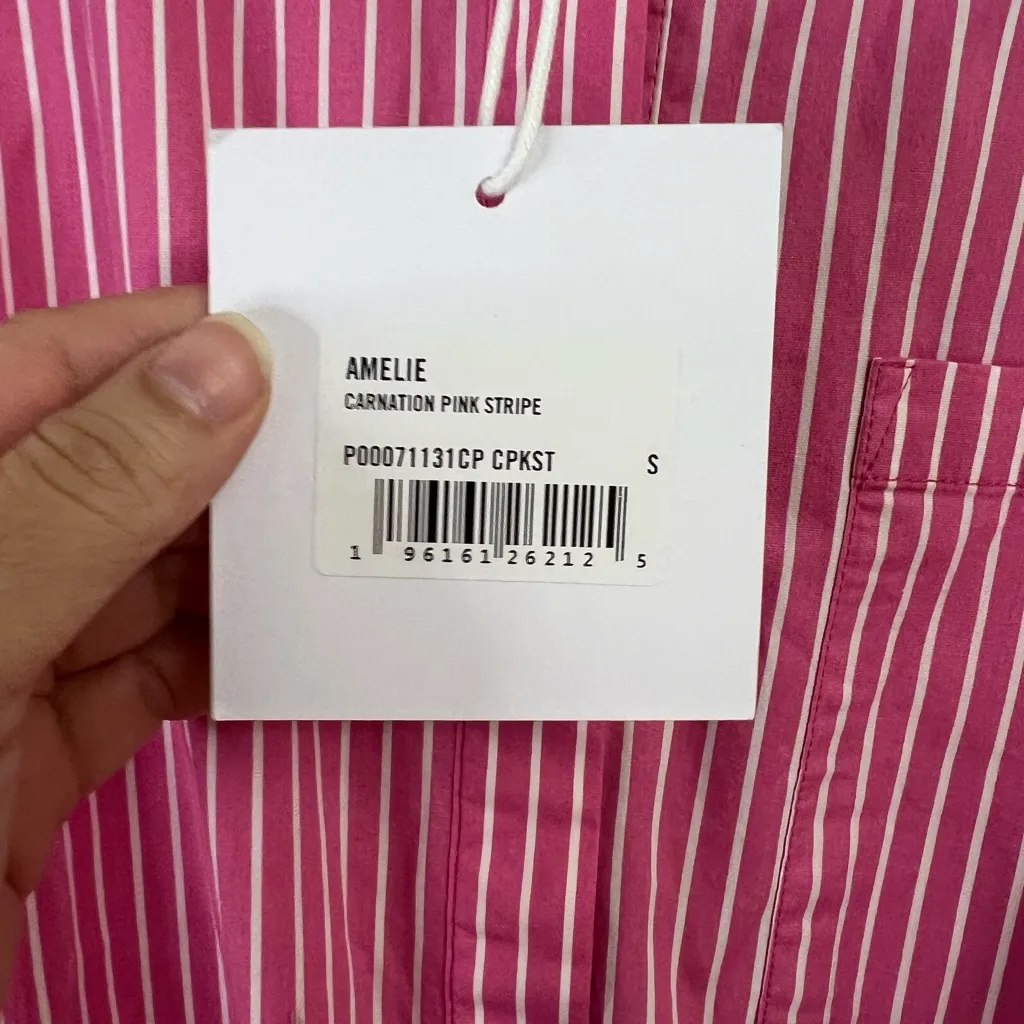 AMELIE
CARNATION PINK STRIPE
P00071131CP CPKST S
1 96161 26212 5